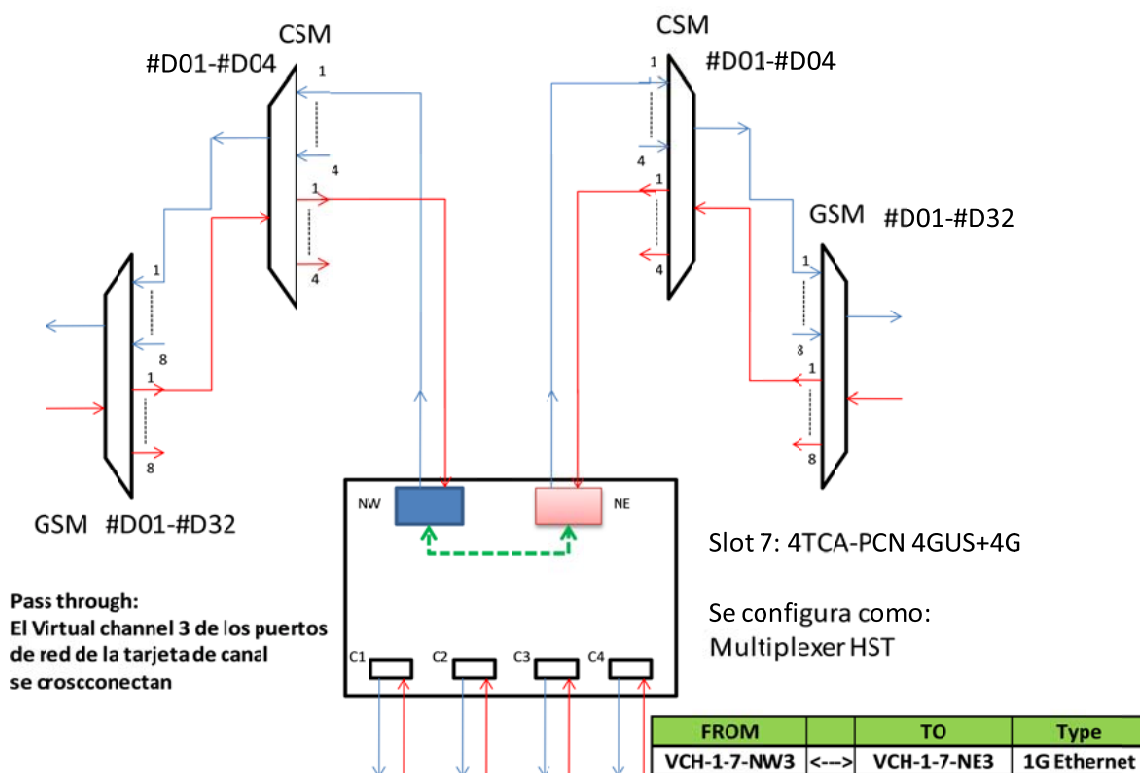 CSM
#D01-#D04
CSM
#D01-#D04
1
4
1
4
1
4
1
4
GSM #D01-#D32
1
8
1
8
1
8
1
8
GSM #D01-#D32
NW
NE
Slot 7: 4TCA-PCN 4GUS+4G
Se configura como:
Multiplexer HST
Pass through:
El Virtual channel 3 de los puertos
de red de la tarjeta de canal
se croscconectan
C1
C2
C3
C4
FROM TO Type
VCH-1-7-NW3 <---> VCH-1-7-NE3 1G Ethernet